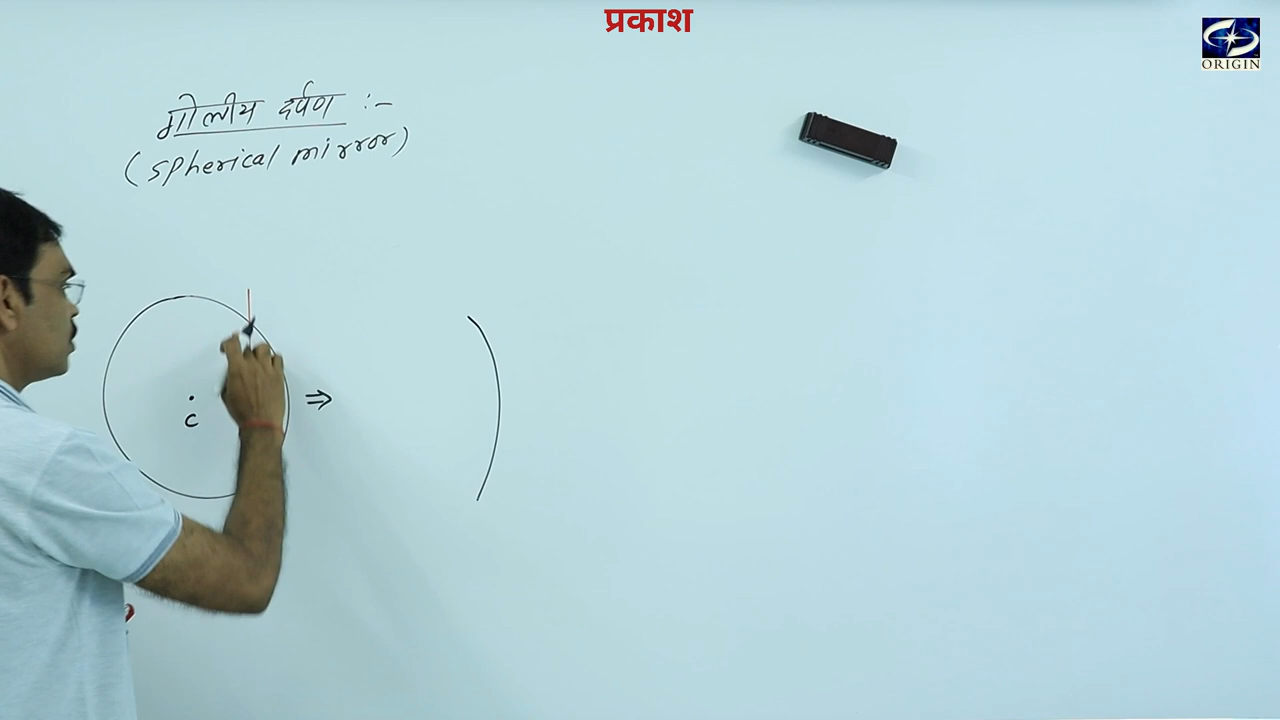 प्रकाश
ORIGIN
गोलीय दर्पण :-
(spherical mirror)
c
⇒